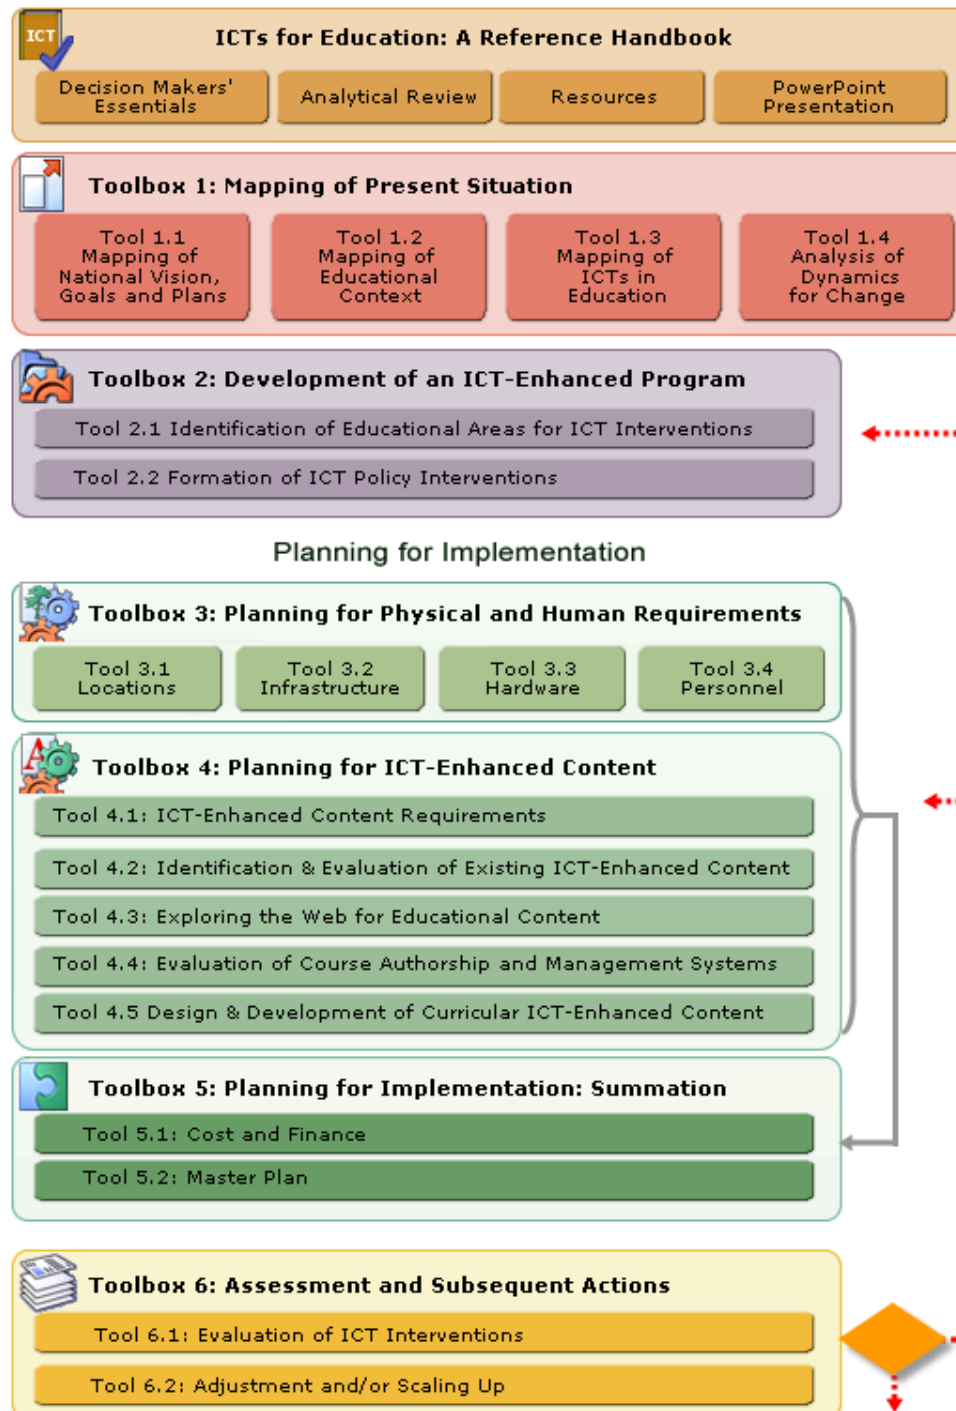 ICT
ICTs for Education: A Reference Handbook
Decision Makers'
Essentials
Analytical Review
Resources
PowerPoint
Presentation
Toolbox 1: Mapping of Present Situation
Tool 1.1
Mapping of
National Vision,
Goals and Plans
Tool 1.2
Mapping of
Educational
Context
Tool 1.3
Mapping of
ICTs in
Education
Tool 1.4
Analysis of
Dynamics
for Change
Toolbox 2: Development of an ICT-Enhanced Program
Tool 2.1 Identification of Educational Areas for ICT Interventions
Tool 2.2 Formation of ICT Policy Interventions
Planning for Implementation
Toolbox 3: Planning for Physical and Human Requirements
Tool 3.1
Locations
Tool 3.2
Infrastructure
Tool 3.3
Hardware
Tool 3.4
Personnel
A
Toolbox 4: Planning for ICT-Enhanced Content
Tool 4.1: ICT-Enhanced Content Requirements
Tool 4.2: Identification & Evaluation of Existing ICT-Enhanced Content
Tool 4.3: Exploring the Web for Educational Content
Tool 4.4: Evaluation of Course Authorship and Management Systems
Tool 4.5 Design & Development of Curricular ICT-Enhanced Content
Toolbox 5: Planning for Implementation: Summation
Tool 5.1: Cost and Finance
Tool 5.2: Master Plan
Toolbox 6: Assessment and Subsequent Actions
Tool 6.1: Evaluation of ICT Interventions
Tool 6.2: Adjustment and/or Scaling Up